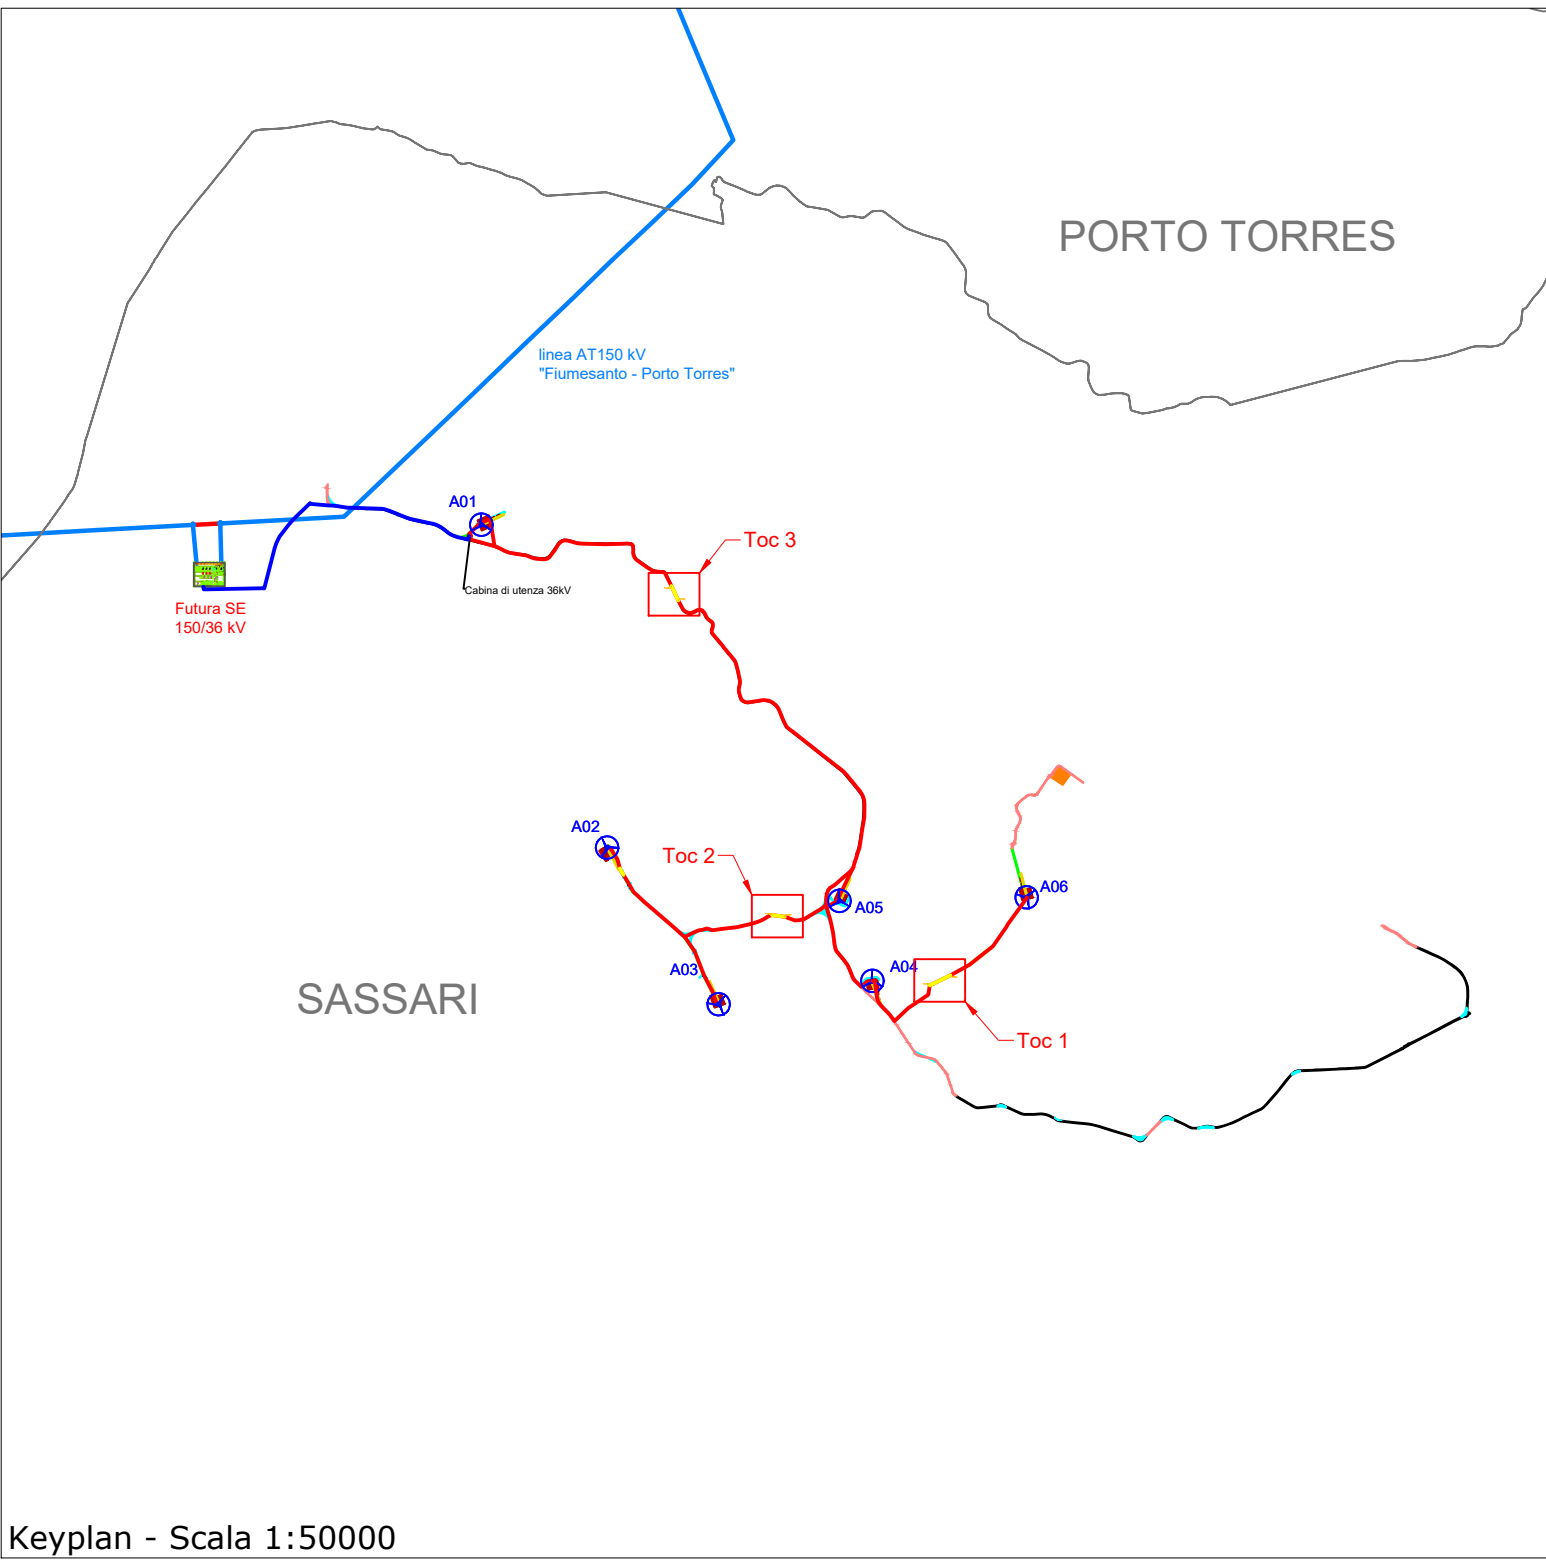 PORTO TORRES
linea AT150 kV
"Fiumesanto - Porto Torres"
A01
Toc 3
Cabina di utenza 36kV
Futura SE
150/36 kV
A02
Toc 2
A06
A05
A03
A04
SASSARI
Toc 1
Keyplan - Scala 1:50000